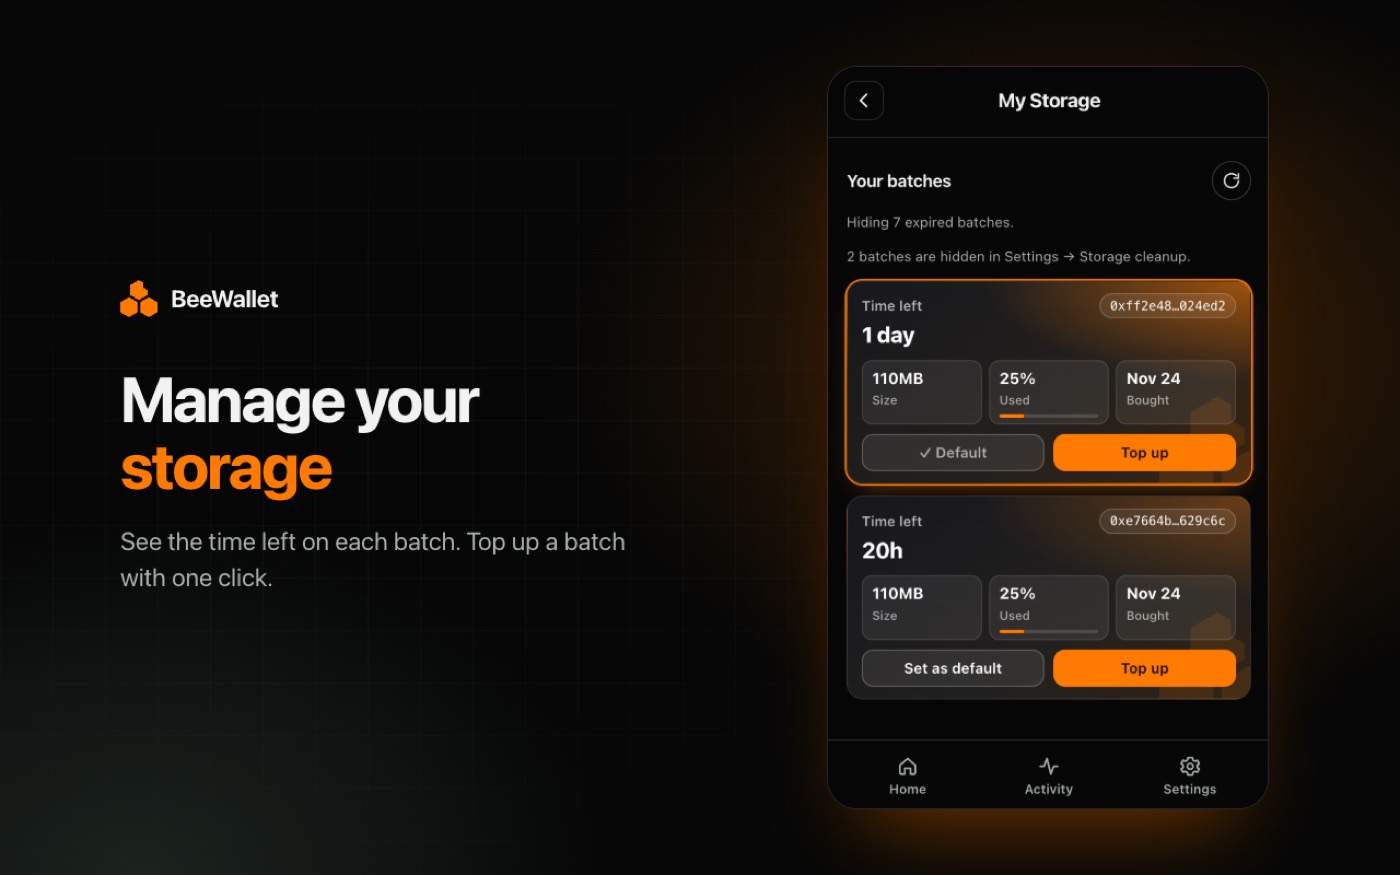 BeeWallet
Manage your
storage
See the time left on each batch. Top up a batch
with one click.
My Storage
Your batches
Hiding 7 expired batches.
2 batches are hidden in Settings → Storage cleanup.
Time left
0xff2e48…024ed2
1 day
110MB
Size
25%
Used
Nov 24
Bought
✓ Default
Top up
Time left
0xe7664b…629c6c
20h
110MB
Size
25%
Used
Nov 24
Bought
Set as default
Top up
Home
Activity
Settings